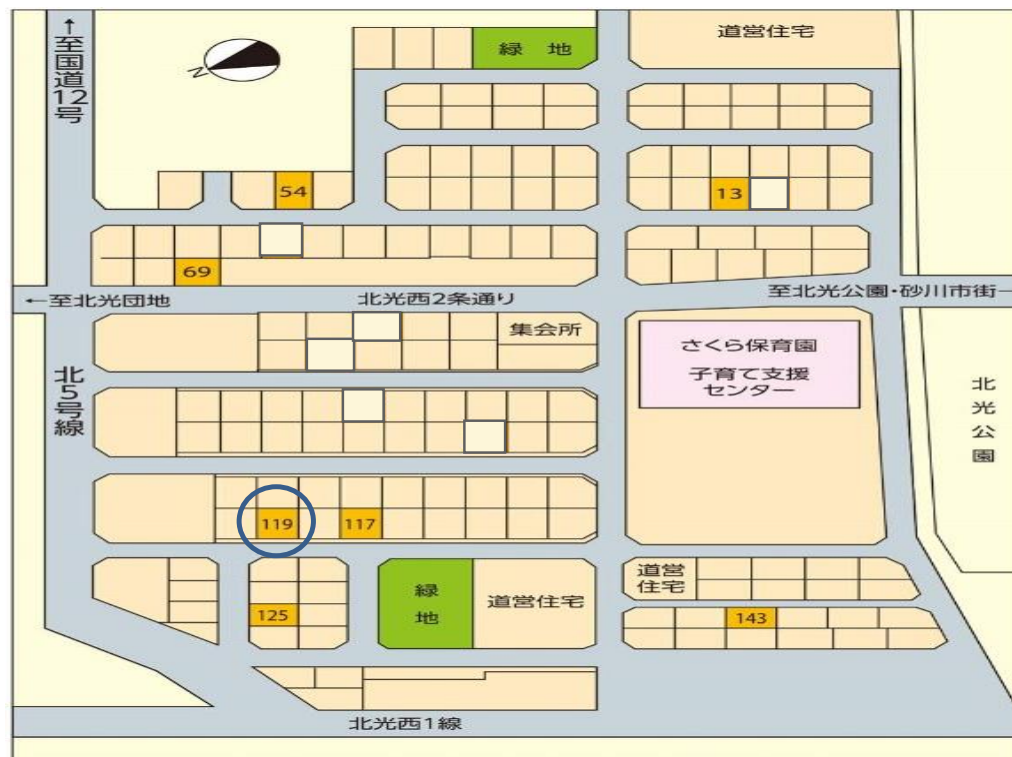 ↑至国道12号
緑地
道営住宅
N
54
13
69
←至北光団地
北光西2条通り
至北光公園・砂川市街→
集会所
さくら保育園
子育て支援
センター
北5号線
北光公園
119
117
125
緑地
道営住宅
道営
住宅
143
北光西1線